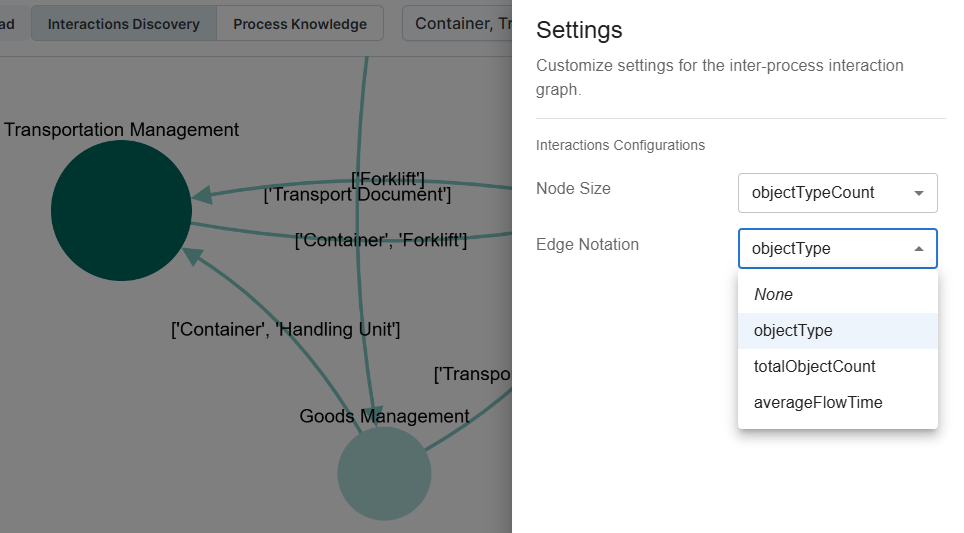 ad
Interactions Discovery
Process Knowledge
Container, Tr
Transportation Management
['Forklift']
['Transport Document']
['Container', 'Forklift']
['Container', 'Handling Unit']
['Transpo
Goods Management
Settings
Customize settings for the inter-process interaction
graph.
Interactions Configurations
Node Size
objectTypeCount
Edge Notation
objectType
None
objectType
totalObjectCount
averageFlowTime